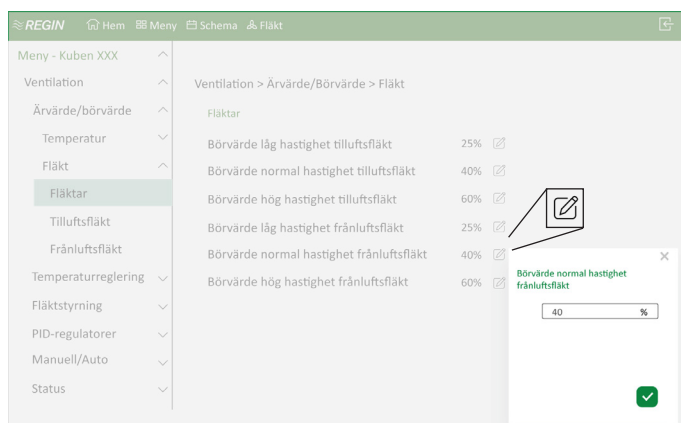 REGIN Hem Meny Schema Fläkt
Meny - Kuben XXX
Ventilation
Ärvärde/börvärde
Temperatur
Fläkt
Fläktar
Tilluftsfläkt
Frånluftsfläkt
Temperaturreglering
Fläktstyrning
PID-regulatorer
Manuell/Auto
Status
Ventilation > Ärvärde/Börvärde > Fläkt
Fläktar
Börvärde låg hastighet tilluftsfläkt 25%
Börvärde normal hastighet tilluftsfläkt 40%
Börvärde hög hastighet tilluftsfläkt 60%
Börvärde låg hastighet frånluftsfläkt 25%
Börvärde normal hastighet frånluftsfläkt 40%
Börvärde hög hastighet frånluftsfläkt 60%
Börvärde normal hastighet
frånluftsfläkt
40 %